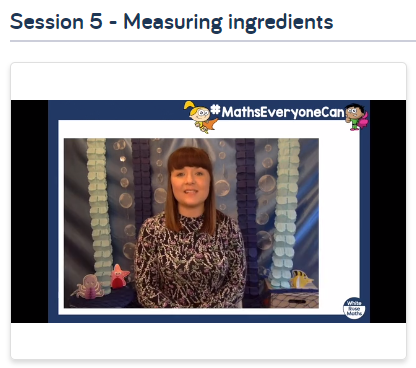 Session 5 - Measuring ingredients
#MathsEveryoneCan
White
Rose
Maths